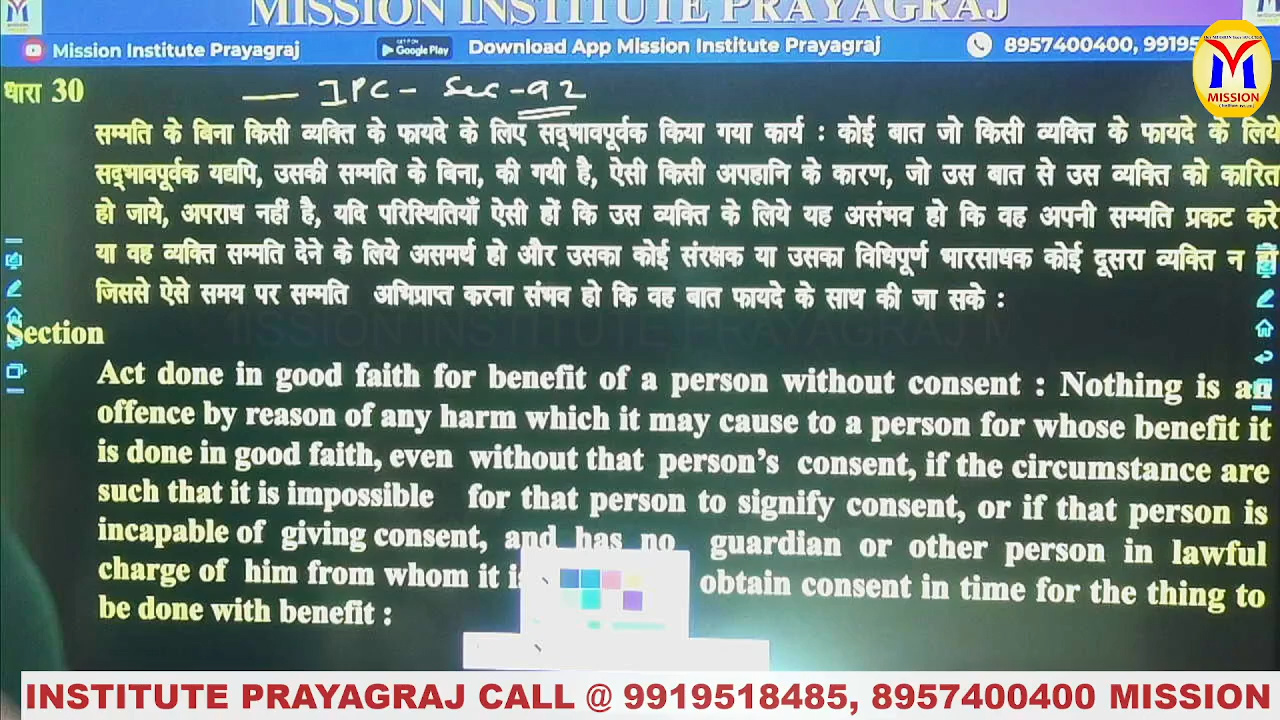 MISSION INSTITUTE PRAYAGRAJ
Mission Institute Prayagraj GET IT ON Google Play Download App Mission Institute Prayagraj 8957400400, 99195
MISSION
धारा 30 — IPC - Sec - 92
सम्मति के बिना किसी व्यक्ति के फायदे के लिए सद्भावपूर्वक किया गया कार्य : कोई बात जो किसी व्यक्ति के फायदे के लिये
सद्भावपूर्वक यद्यपि, उसकी सम्मति के बिना, की गयी है, ऐसी किसी अपहानि के कारण, जो उस बात से उस व्यक्ति को कारित
हो जाये, अपराध नहीं है, यदि परिस्थितियाँ ऐसी हों कि उस व्यक्ति के लिये यह असंभव हो कि वह अपनी सम्मति प्रकट करे
या वह व्यक्ति सम्मति देने के लिये असमर्थ हो और उसका कोई संरक्षक या उसका विधिपूर्ण भारसाधक कोई दूसरा व्यक्ति न हो
जिससे ऐसे समय पर सम्मति अभिप्राप्त करना संभव हो कि वह बात फायदे के साथ की जा सके :
MISSION INSTITUTE PRAYAGRAJ M
Section
Act done in good faith for benefit of a person without consent : Nothing is an
offence by reason of any harm which it may cause to a person for whose benefit it
is done in good faith, even without that person’s consent, if the circumstance are
such that it is impossible for that person to signify consent, or if that person is
incapable of giving consent, and has no guardian or other person in lawful
charge of him from whom it is obtain consent in time for the thing to
be done with benefit :
INSTITUTE PRAYAGRAJ CALL @ 9919518485, 8957400400 MISSION